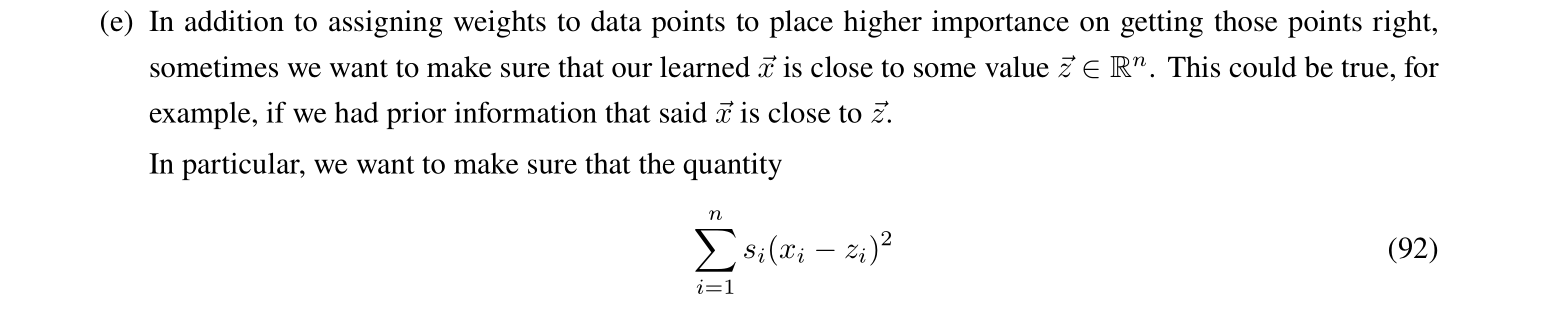 (e) In addition to assigning weights to data points to place higher importance on getting those points right,
sometimes we want to make sure that our learned $\vec{x}$ is close to some value $\vec{z} \in \mathbb{R}^n$. This could be true, for
example, if we had prior information that said $\vec{x}$ is close to $\vec{z}$.
In particular, we want to make sure that the quantity
$\sum_{i=1}^{n} s_i(x_i - z_i)^2$ (92)